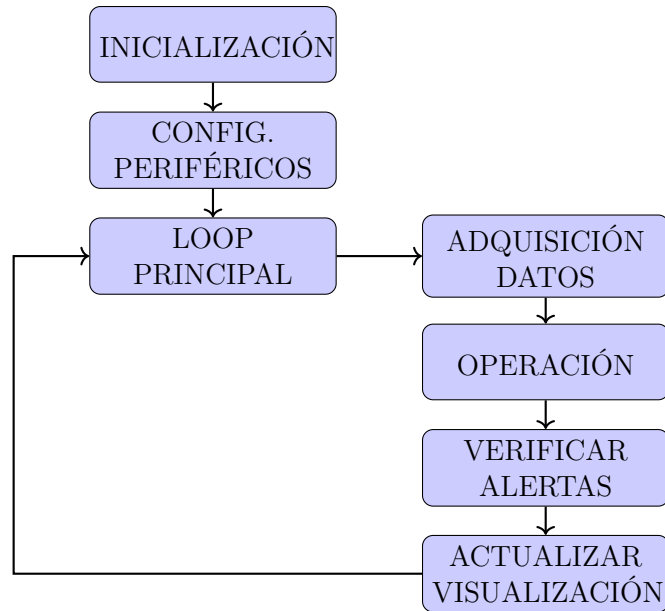 INICIALIZACIÓN
CONFIG.
PERIFÉRICOS
LOOP
PRINCIPAL
ADQUISICIÓN
DATOS
OPERACIÓN
VERIFICAR
ALERTAS
ACTUALIZAR
VISUALIZACIÓN